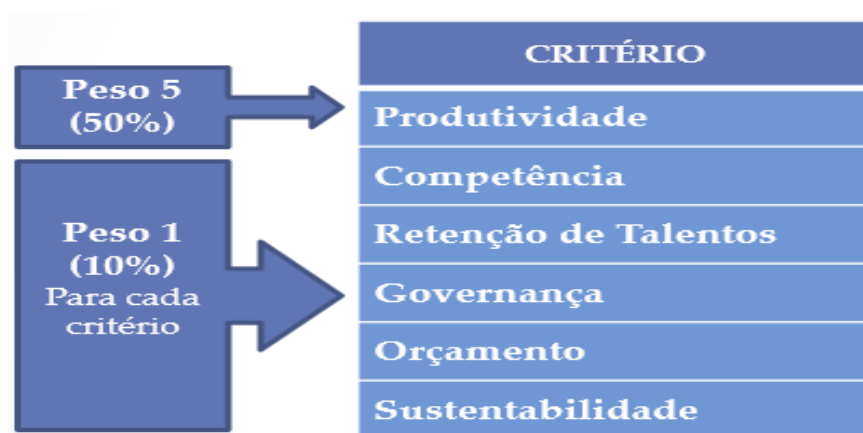 CRITÉRIO
Peso 5
(50%)
Produtividade
Peso 1
(10%)
Para cada
critério
Competência
Retenção de Talentos
Governança
Orçamento
Sustentabilidade